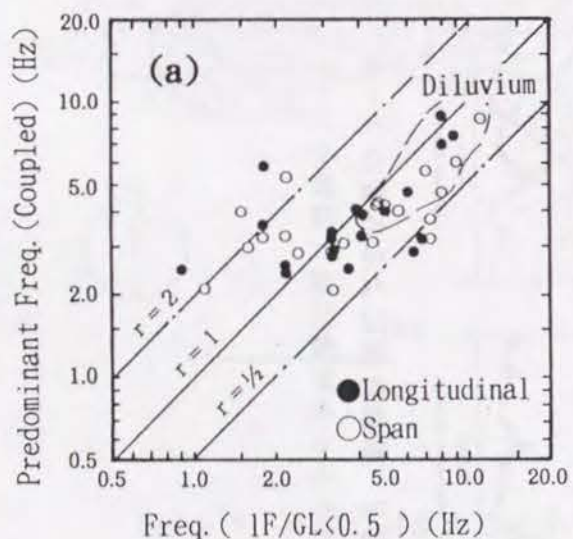 Predominant Freq. (Coupled) (Hz)
20.0
10.0
5.0
2.0
1.0
0.5
(a)
Diluvium
r = 2
r = 1
r = ½
● Longitudinal
○ Span
0.5
1.0
2.0
5.0
10.0
20.0
Freq. ( 1F/GL<0.5 ) (Hz)